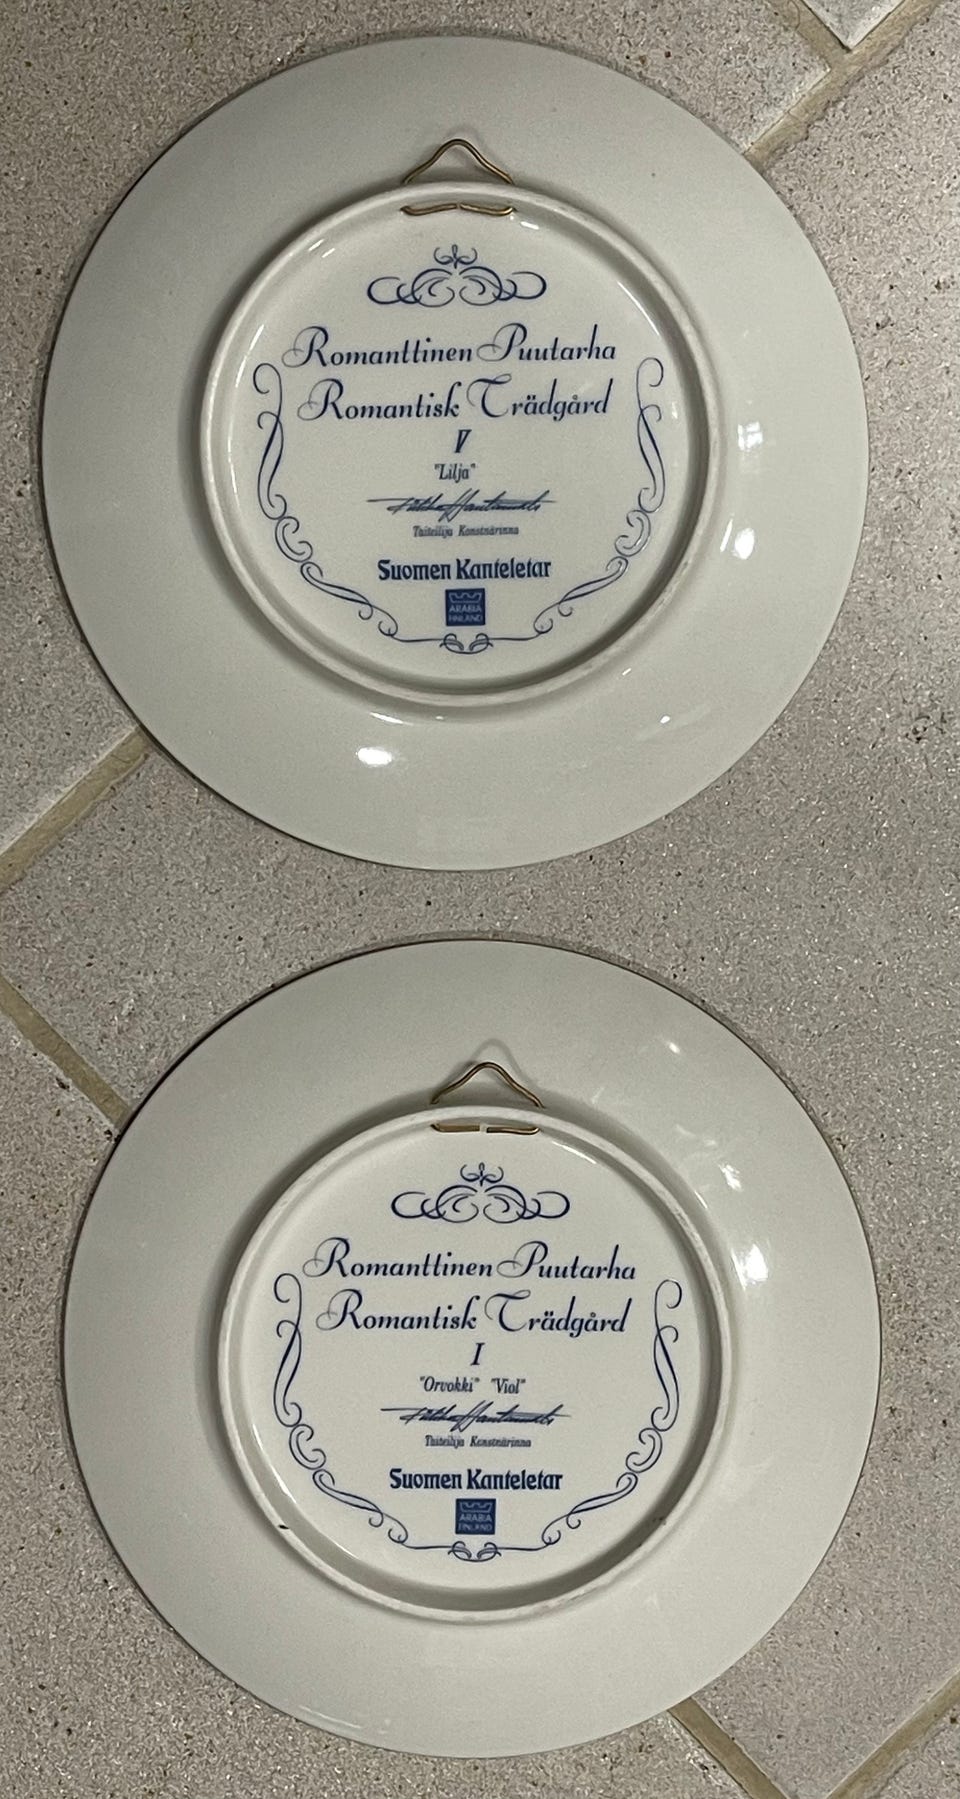 Romanttinen Puutarha
Romantisk Trädgård
V
"Lilja"
Taiteilija Konstnärinna
Suomen Kanteletar
ARABIA
FINLAND
Romanttinen Puutarha
Romantisk Trädgård
I
"Orvokki" "Viol"
Taiteilija Konstnärinna
Suomen Kanteletar
ARABIA
FINLAND